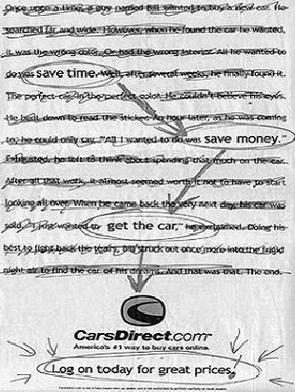 Once upon a time, a guy named Bill wanted to buy a new car. He
searched far and wide. However, when he found the car he wanted,
it was the wrong color. Or had the wrong interior. All he wanted to
do was save time. Well, after several weeks, he finally found it.
The perfect car in the perfect color. He couldn't believe his eyes.
He bent down to read the sticker. An hour later, as he was coming
to, he could only say, "All I wanted to do was save money."
Exhausted, he left to think about spending that much on the car.
After all that work, it almost seemed worth it not to have to start
looking all over. When he came back the very next day, his car was
sold. "I just wanted to get the car," he exclaimed. Doing his
best to fight back the tears, Bill struck out once more into the frigid
night air to find the car of his dreams. And that was that. The end.
CarsDirect.com
America's #1 way to buy cars online.
Log on today for great prices.